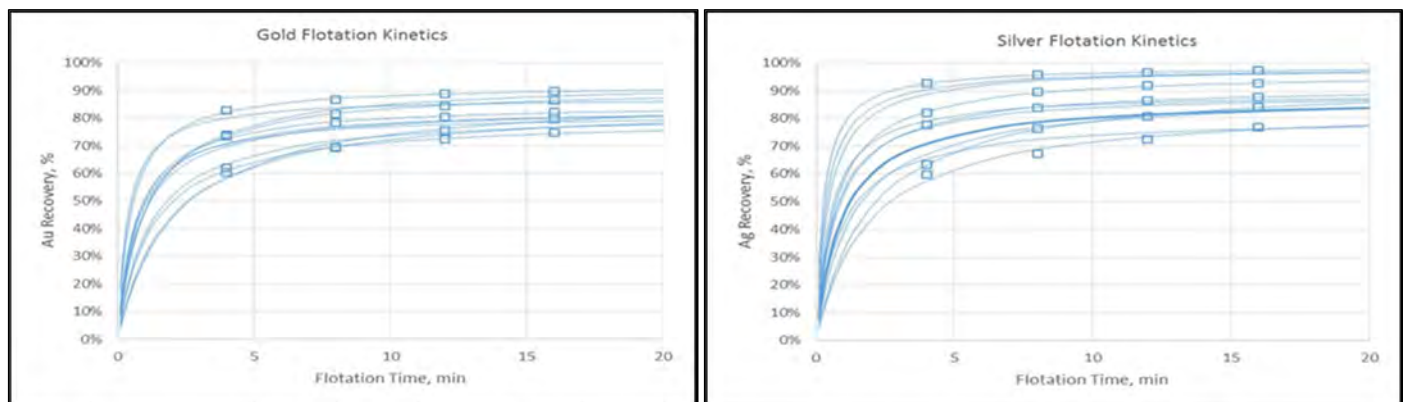 Gold Flotation Kinetics
100%
90%
80%
70%
60%
50%
40%
30%
20%
10%
0%
Au Recovery, %
0 5 10 15 20
Flotation Time, min
Silver Flotation Kinetics
100%
90%
80%
70%
60%
50%
40%
30%
20%
10%
0%
Ag Recovery, %
0 5 10 15 20
Flotation Time, min